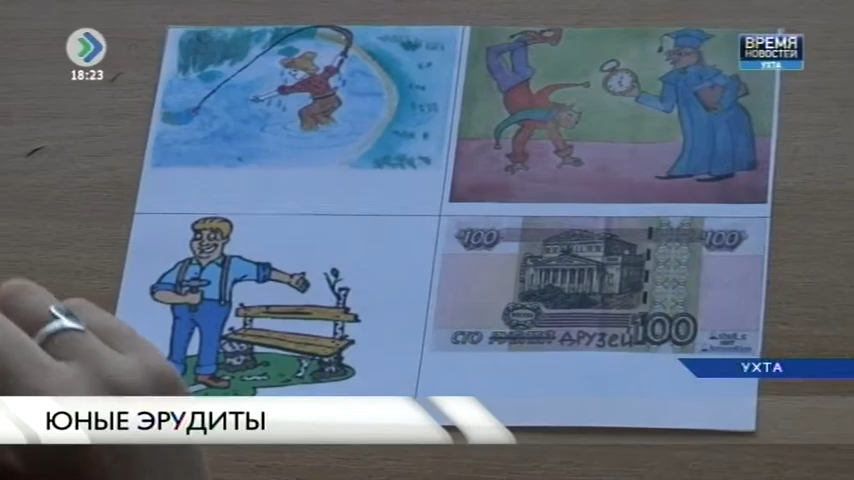 18:23
ВРЕМЯ
НОВОСТЕЙ
УХТА
100
100
СТО
ДРУЗЕЙ
100
УХТА
ЮНЫЕ ЭРУДИТЫ